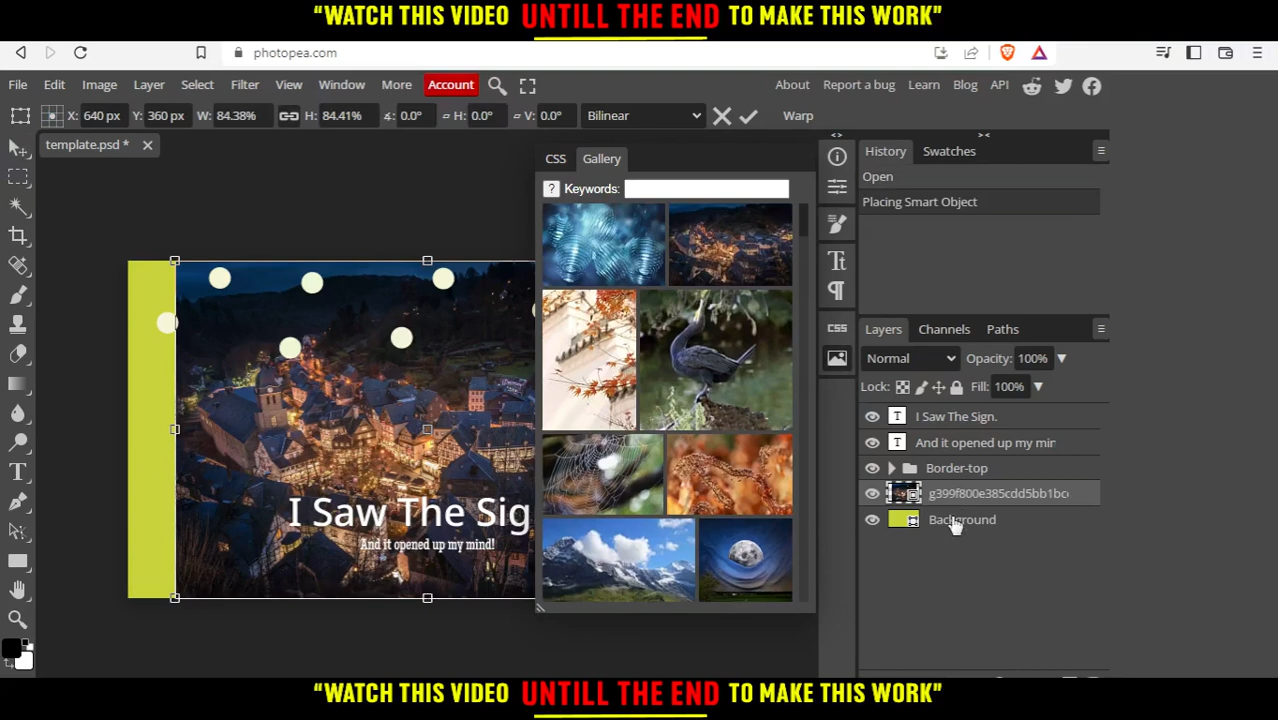 “WATCH THIS VIDEO UNTILL THE END TO MAKE THIS WORK”
photopea.com
File Edit Image Layer Select Filter View Window More Account About Report a bug Learn Blog API
X: 640 px Y: 360 px W: 84.38% H: 84.41% ∡: 0.0° H: 0.0° V: 0.0° Bilinear Warp
template.psd *
<> ><
CSS Gallery
History Swatches
? Keywords:
Open
Placing Smart Object
Layers Channels Paths
Normal Opacity: 100%
Lock: Fill: 100%
T I Saw The Sign.
T And it opened up my mir
Border-top
g399f800e385cdd5bb1bc
Background
CSS
I Saw The Sig
And it opened up my mind!
“WATCH THIS VIDEO UNTILL THE END TO MAKE THIS WORK”